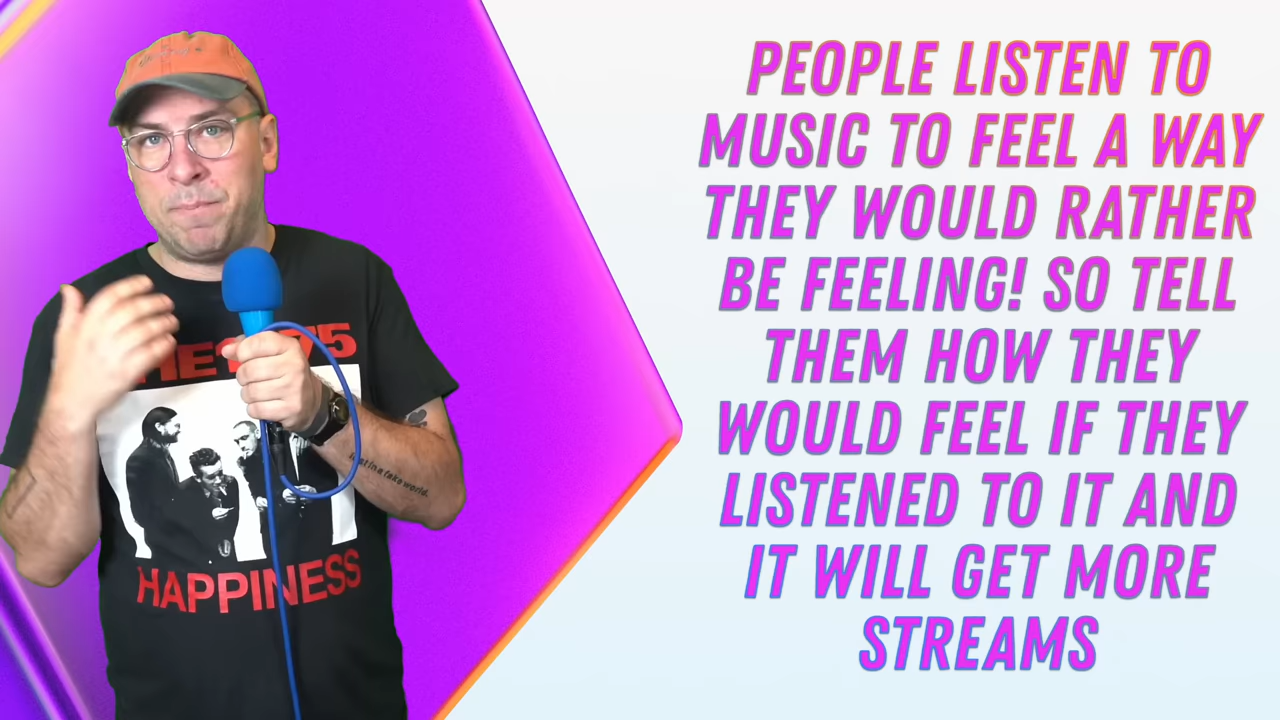 PEOPLE LISTEN TO
MUSIC TO FEEL A WAY
THEY WOULD RATHER
BE FEELING! SO TELL
THEM HOW THEY
WOULD FEEL IF THEY
LISTENED TO IT AND
IT WILL GET MORE
STREAMS
HAPPINESS